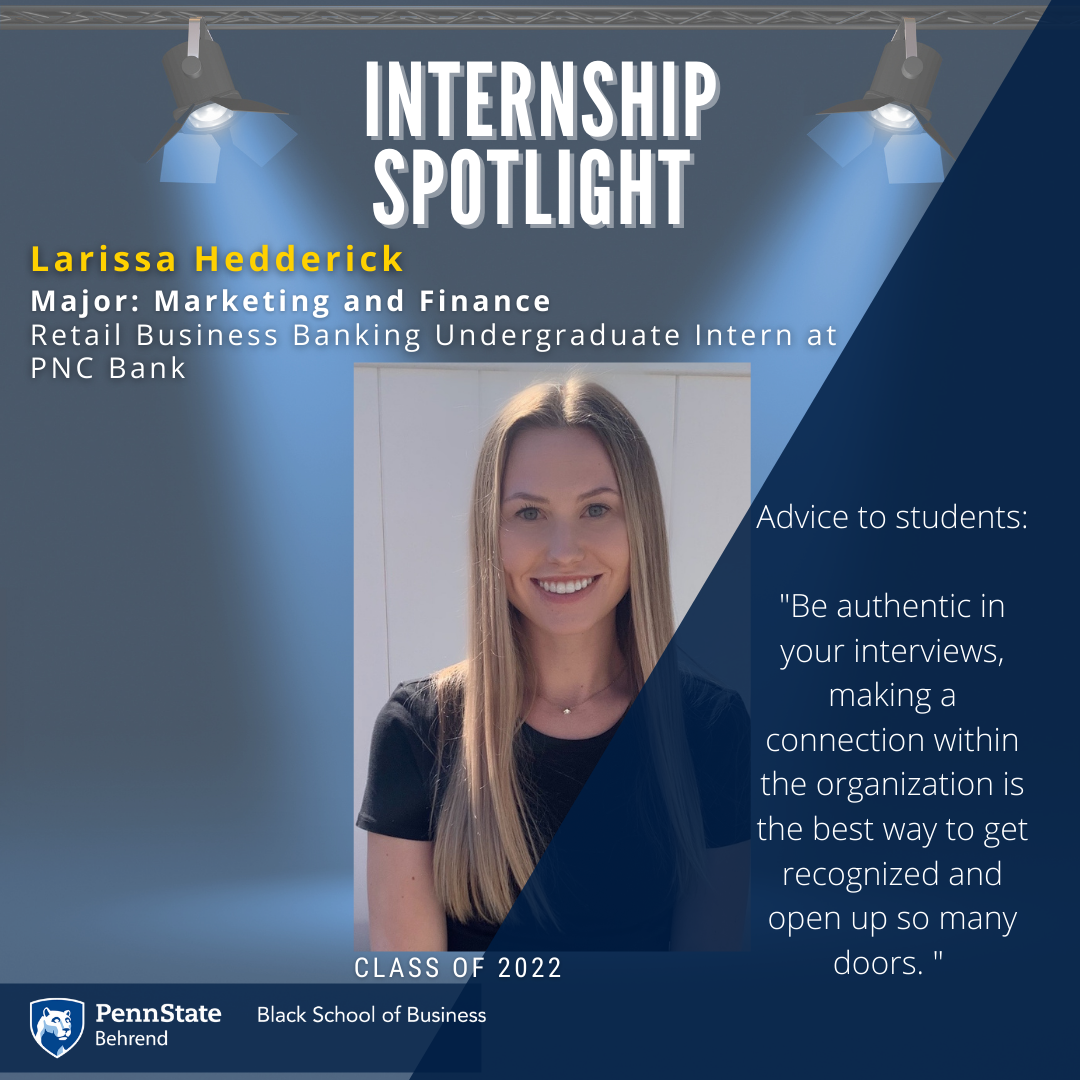 INTERNSHIP
SPOTLIGHT
Larissa Hedderick
Major: Marketing and Finance
Retail Business Banking Undergraduate Intern at
PNC Bank
Advice to students:
"Be authentic in
your interviews,
making a
connection within
the organization is
the best way to get
recognized and
open up so many
doors. "
CLASS OF 2022
PennState
Behrend
Black School of Business